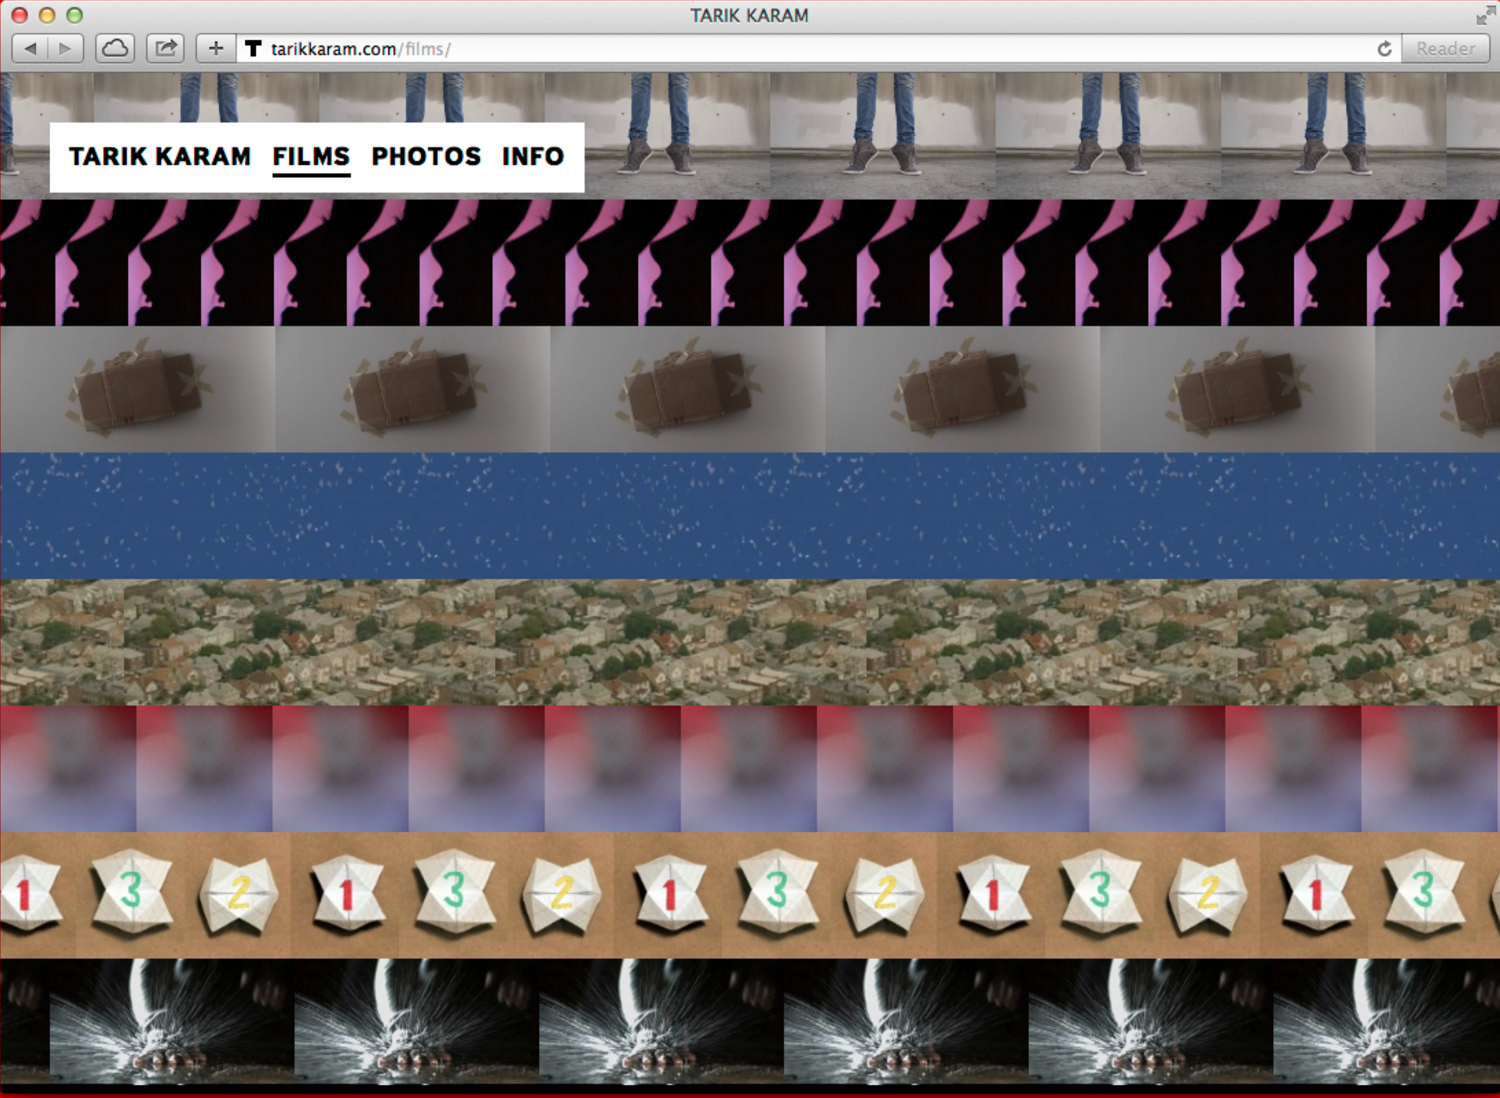 TARIK KARAM
T tarikkaram.com/films/
Reader
TARIK KARAM FILMS PHOTOS INFO
1 3 2 1 3 2 1 3 2 1 3 2 1 3